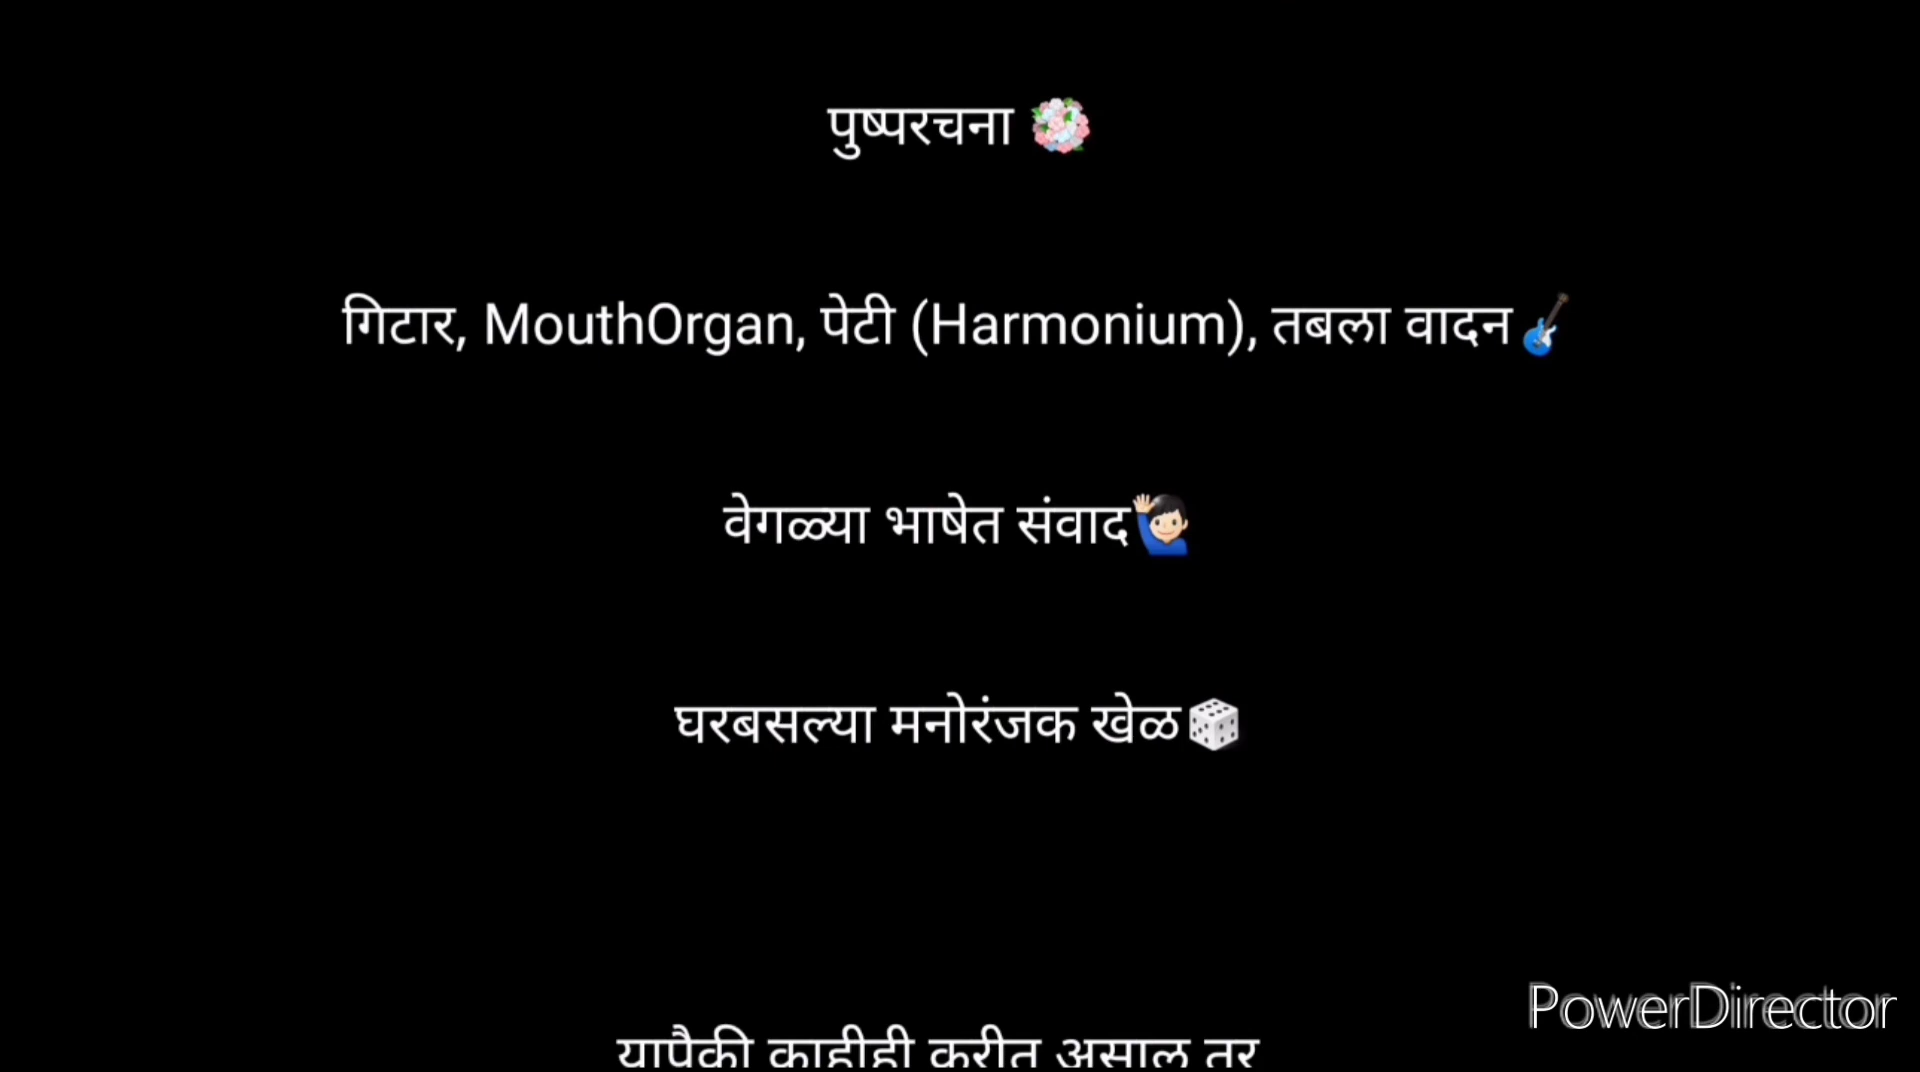 पुष्परचना 💐
गिटार, MouthOrgan, पेटी (Harmonium), तबला वादन🎸
वेगळ्या भाषेत संवाद🙋🏻‍♂️
घरबसल्या मनोरंजक खेळ🎲
यापैकी काहीही करीत असाल तर
PowerDirector